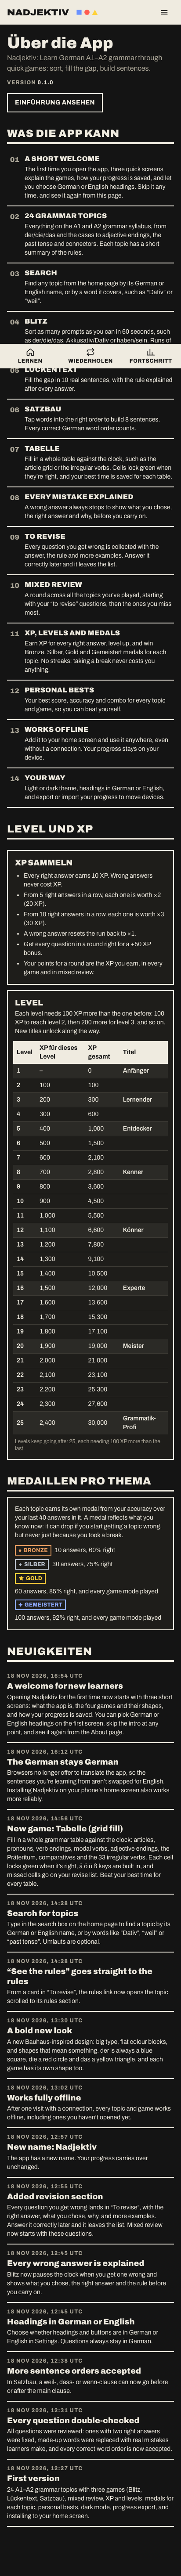 NADJEKTIV
Über die App
Nadjektiv: Learn German A1–A2 grammar through
quick games: sort, fill the gap, build sentences.
VERSION 0.1.0
EINFÜHRUNG ANSEHEN
WAS DIE APP KANN
01 A SHORT WELCOME
The first time you open the app, three quick screens
explain the games, how your progress is saved, and let
you choose German or English headings. Skip it any
time, and see it again from this page.
02 24 GRAMMAR TOPICS
Everything on the A1 and A2 grammar syllabus, from
der/die/das and the cases to adjective endings, the
past tense and connectors. Each topic has a short
summary of the rules.
03 SEARCH
Find any topic from the home page by its German or
English name, or by a word it covers, such as “Dativ” or
“weil”.
04 BLITZ
Sort as many prompts as you can in 60 seconds, such
as der/die/das, Akkusativ/Dativ or haben/sein. Runs of
LERNEN
WIEDERHOLEN
FORTSCHRITT
05 LÜCKENTEXT
Fill the gap in 10 real sentences, with the rule explained
after every answer.
06 SATZBAU
Tap words into the right order to build 8 sentences.
Every correct German word order counts.
07 TABELLE
Fill in a whole table against the clock, such as the
article grid or the irregular verbs. Cells lock green when
they’re right, and your best time is saved for each table.
08 EVERY MISTAKE EXPLAINED
A wrong answer always stops to show what you chose,
the right answer and why, before you carry on.
09 TO REVISE
Every question you get wrong is collected with the
answer, the rule and more examples. Answer it
correctly later and it leaves the list.
10 MIXED REVIEW
A round across all the topics you’ve played, starting
with your “to revise” questions, then the ones you miss
most.
11 XP, LEVELS AND MEDALS
Earn XP for every right answer, level up, and win
Bronze, Silber, Gold and Gemeistert medals for each
topic. No streaks: taking a break never costs you
anything.
12 PERSONAL BESTS
Your best score, accuracy and combo for every topic
and game, so you can beat yourself.
13 WORKS OFFLINE
Add it to your home screen and use it anywhere, even
without a connection. Your progress stays on your
device.
14 YOUR WAY
Light or dark theme, headings in German or English,
and export or import your progress to move devices.
LEVEL UND XP
XP SAMMELN
• Every right answer earns 10 XP. Wrong answers
never cost XP.
• From 5 right answers in a row, each one is worth ×2
(20 XP).
• From 10 right answers in a row, each one is worth ×3
(30 XP).
• A wrong answer resets the run back to ×1.
• Get every question in a round right for a +50 XP
bonus.
• Your points for a round are the XP you earn, in every
game and in mixed review.
LEVEL
Each level needs 100 XP more than the one before: 100
XP to reach level 2, then 200 more for level 3, and so on.
New titles unlock along the way.
Level XP für dieses Level XP gesamt Titel
1 – 0 Anfänger
2 100 100
3 200 300 Lernender
4 300 600
5 400 1,000 Entdecker
6 500 1,500
7 600 2,100
8 700 2,800 Kenner
9 800 3,600
10 900 4,500
11 1,000 5,500
12 1,100 6,600 Könner
13 1,200 7,800
14 1,300 9,100
15 1,400 10,500
16 1,500 12,000 Experte
17 1,600 13,600
18 1,700 15,300
19 1,800 17,100
20 1,900 19,000 Meister
21 2,000 21,000
22 2,100 23,100
23 2,200 25,300
24 2,300 27,600
25 2,400 30,000 Grammatik-Profi
Levels keep going after 25, each needing 100 XP more than the
last.
MEDAILLEN PRO THEMA
Each topic earns its own medal from your accuracy over
your last 40 answers in it. A medal reflects what you
know now: it can drop if you start getting a topic wrong,
but never just because you took a break.
BRONZE 10 answers, 60% right
SILBER 30 answers, 75% right
GOLD
60 answers, 85% right, and every game mode played
GEMEISTERT
100 answers, 92% right, and every game mode played
NEUIGKEITEN
18 NOV 2026, 16:54 UTC
A welcome for new learners
Opening Nadjektiv for the first time now starts with three short
screens: what the app is, the four games and their shapes,
and how your progress is saved. You can pick German or
English headings on the first screen, skip the intro at any
point, and see it again from the About page.
18 NOV 2026, 16:12 UTC
The German stays German
Browsers no longer offer to translate the app, so the
sentences you’re learning from aren’t swapped for English.
Installing Nadjektiv on your phone’s home screen also works
more reliably.
18 NOV 2026, 14:56 UTC
New game: Tabelle (grid fill)
Fill in a whole grammar table against the clock: articles,
pronouns, verb endings, modal verbs, adjective endings, the
Präteritum, comparatives and the 33 irregular verbs. Each cell
locks green when it’s right, ä ö ü ß keys are built in, and
missed cells go on your revise list. Beat your best time for
every table.
18 NOV 2026, 14:28 UTC
Search for topics
Type in the search box on the home page to find a topic by its
German or English name, or by words like “Dativ”, “weil” or
“past tense”. Umlauts are optional.
18 NOV 2026, 14:28 UTC
“See the rules” goes straight to the
rules
From a card in “To revise”, the rules link now opens the topic
scrolled to its rules section.
18 NOV 2026, 13:30 UTC
A bold new look
A new Bauhaus-inspired design: big type, flat colour blocks,
and shapes that mean something. der is always a blue
square, die a red circle and das a yellow triangle, and each
game has its own shape too.
18 NOV 2026, 13:02 UTC
Works fully offline
After one visit with a connection, every topic and game works
offline, including ones you haven’t opened yet.
18 NOV 2026, 12:57 UTC
New name: Nadjektiv
The app has a new name. Your progress carries over
unchanged.
18 NOV 2026, 12:55 UTC
Added revision section
Every question you get wrong lands in “To revise”, with the
right answer, what you chose, why, and more examples.
Answer it correctly later and it leaves the list. Mixed review
now starts with these questions.
18 NOV 2026, 12:45 UTC
Every wrong answer is explained
Blitz now pauses the clock when you get one wrong and
shows what you chose, the right answer and the rule before
you carry on.
18 NOV 2026, 12:45 UTC
Headings in German or English
Choose whether headings and buttons are in German or
English in Settings. Questions always stay in German.
18 NOV 2026, 12:38 UTC
More sentence orders accepted
In Satzbau, a weil-, dass- or wenn-clause can now go before
or after the main clause.
18 NOV 2026, 12:31 UTC
Every question double-checked
All questions were reviewed: ones with two right answers
were fixed, made-up words were replaced with real mistakes
learners make, and every correct word order is now accepted.
18 NOV 2026, 12:27 UTC
First version
24 A1–A2 grammar topics with three games (Blitz,
Lückentext, Satzbau), mixed review, XP and levels, medals for
each topic, personal bests, dark mode, progress export, and
installing to your home screen.